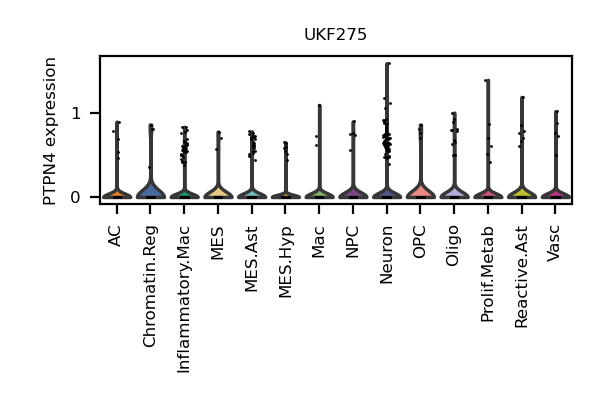 UKF275
PTPN4 expression
1
0
AC
Chromatin.Reg
Inflammatory.Mac
MES
MES.Ast
MES.Hyp
Mac
NPC
Neuron
OPC
Oligo
Prolif.Metab
Reactive.Ast
Vasc